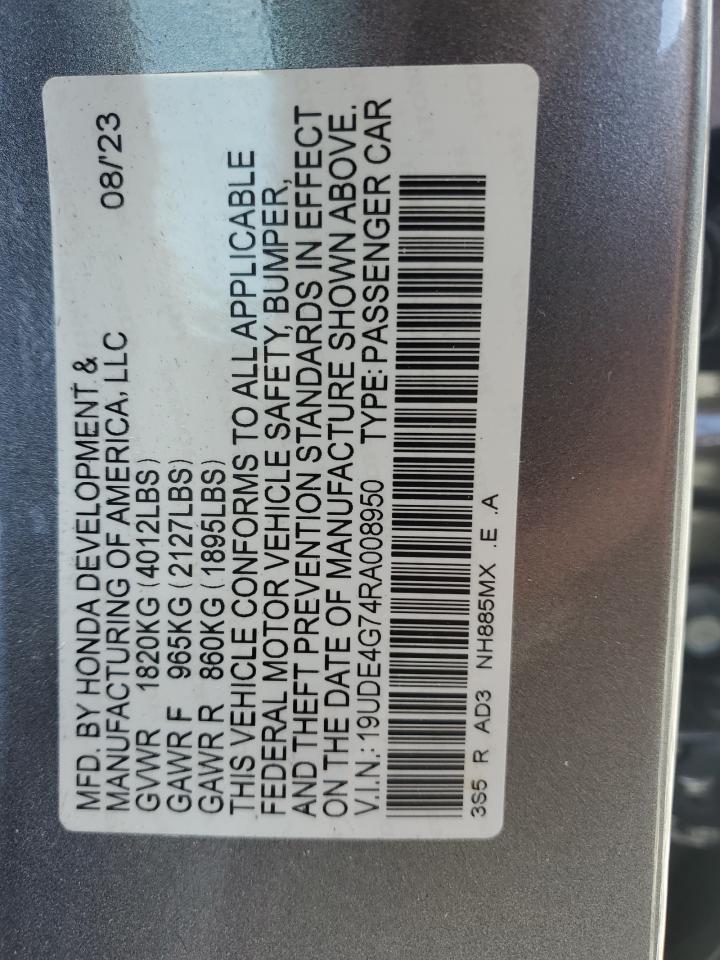 MFD. BY HONDA DEVELOPMENT & 08/'23
MANUFACTURING OF AMERICA, LLC
GVWR 1820KG (4012LBS)
GAWR F 965KG (2127LBS)
GAWR R 860KG (1895LBS)
THIS VEHICLE CONFORMS TO ALL APPLICABLE
FEDERAL MOTOR VEHICLE SAFETY, BUMPER,
AND THEFT PREVENTION STANDARDS IN EFFECT
ON THE DATE OF MANUFACTURE SHOWN ABOVE.
V.I.N.: 19UDE4G74RA008950 TYPE: PASSENGER CAR
3S5 R AD3 NH885MX .E .A